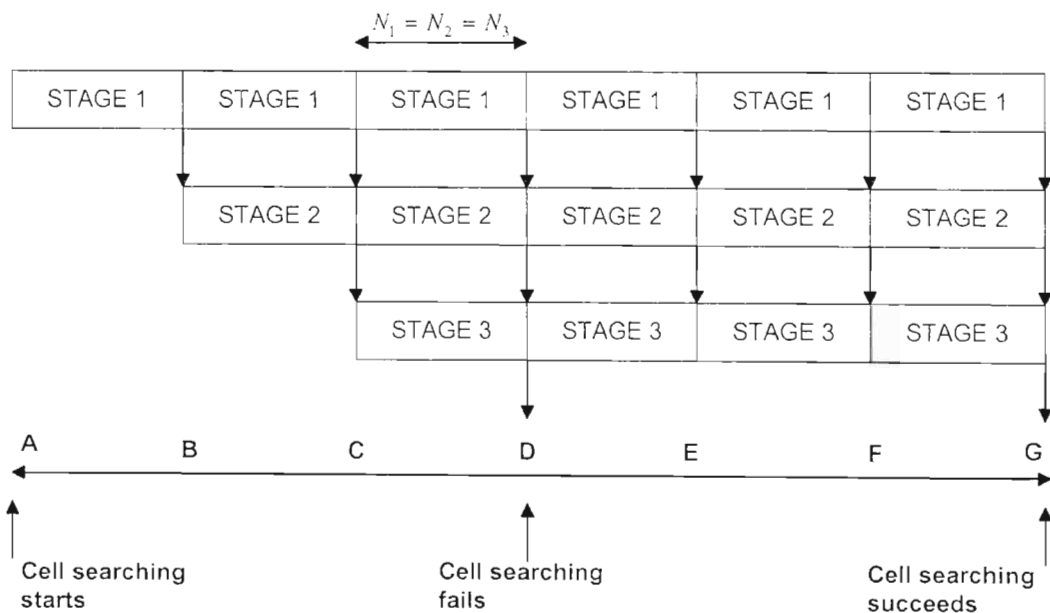 N₁ = N₂ = N₃
STAGE 1 STAGE 1 STAGE 1 STAGE 1 STAGE 1 STAGE 1
STAGE 2 STAGE 2 STAGE 2 STAGE 2 STAGE 2
STAGE 3 STAGE 3 STAGE 3 STAGE 3
A B C D E F G
Cell searching
starts
Cell searching
fails
Cell searching
succeeds